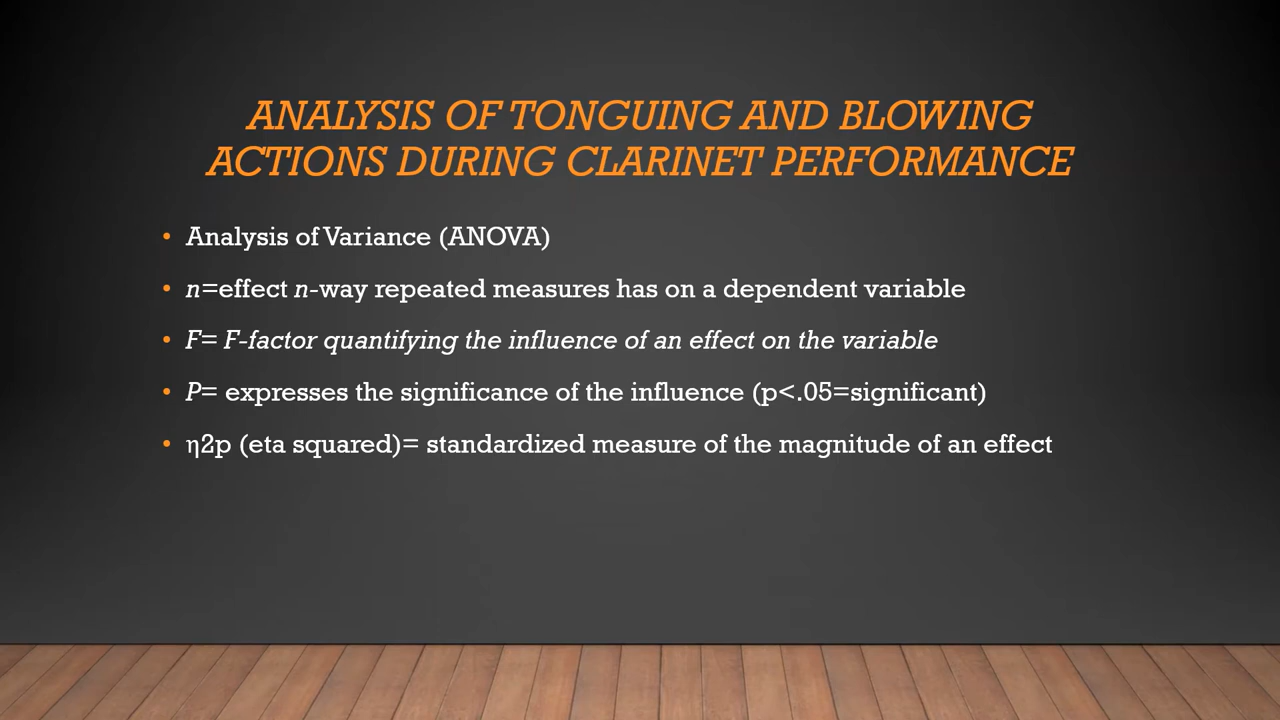 ANALYSIS OF TONGUING AND BLOWING
ACTIONS DURING CLARINET PERFORMANCE
• Analysis of Variance (ANOVA)
• n=effect n-way repeated measures has on a dependent variable
• F= F-factor quantifying the influence of an effect on the variable
• P= expresses the significance of the influence (p<.05=significant)
• η2p (eta squared)= standardized measure of the magnitude of an effect